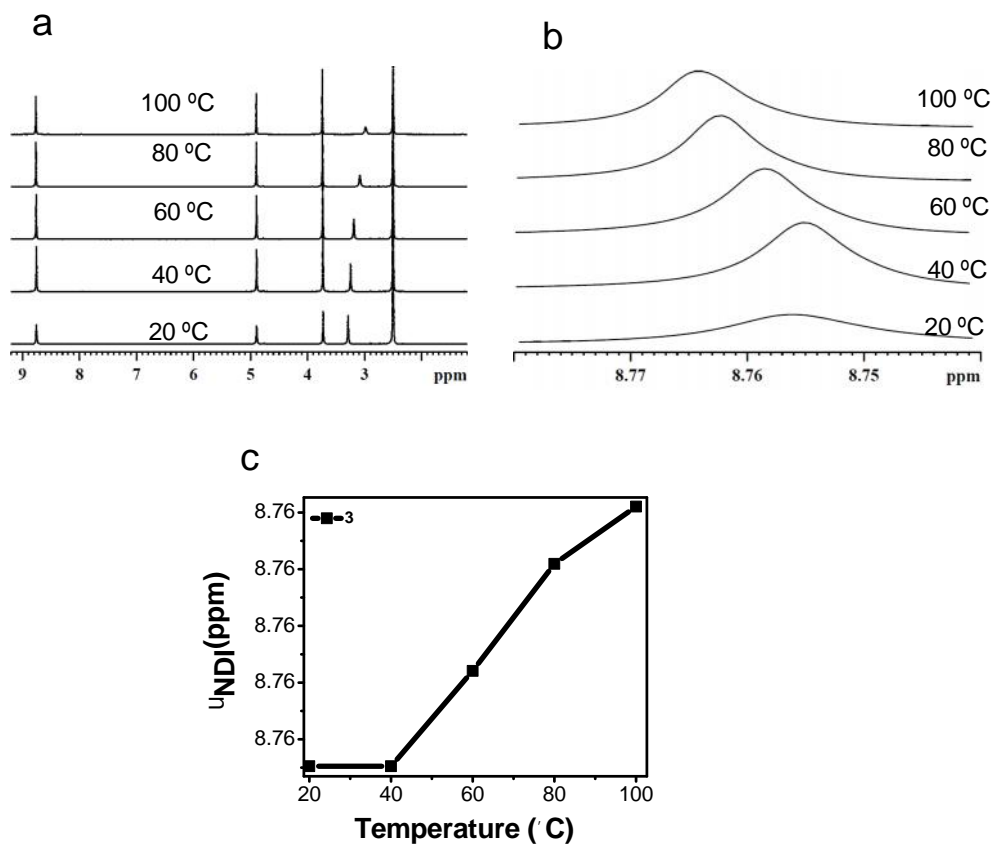 a
100 ºC
80 ºC
60 ºC
40 ºC
20 ºC
9 8 7 6 5 4 3 ppm
b
100 ºC
80 ºC
60 ºC
40 ºC
20 ºC
8.77 8.76 8.75 ppm
c
3
8.76
8.76
8.76
8.76
8.76
uNDI(ppm)
20 40 60 80 100
Temperature (′C)